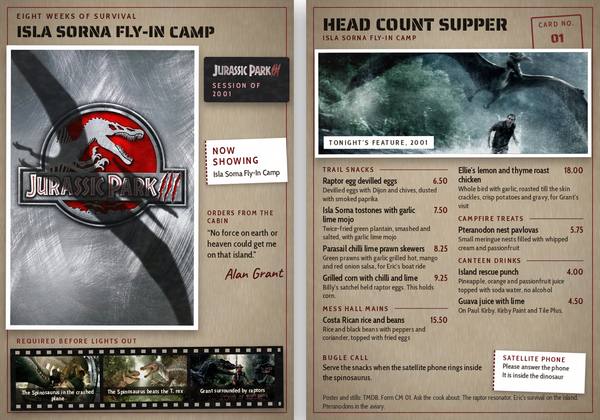 EIGHT WEEKS OF SURVIVAL
ISLA SORNA FLY-IN CAMP
JURASSIC PARK III
JURASSIC PARK III
SESSION OF
2001
NOW
SHOWING
Isla Sorna Fly-In Camp
ORDERS FROM THE
CABIN
"No force on earth or
heaven could get me
on that island."
Alan Grant
REQUIRED BEFORE LIGHTS OUT
The Spinosaurus in the crashed
plane
The Spinosaurus beats the T. rex
Grant surrounded by raptors
HEAD COUNT SUPPER
ISLA SORNA FLY-IN CAMP
CARD NO.
01
TONIGHT'S FEATURE, 2001
TRAIL SNACKS
Raptor egg devilled eggs 6.50
Devilled eggs with Dijon and chives, dusted
with smoked paprika
Isla Sorna tostones with garlic 7.50
lime mojo
Twice-fried green plantain, smashed and
salted, with garlic lime mojo
Parasail chilli lime prawn skewers 8.25
Green prawns with garlic grilled hot, mango
and red onion salsa, for Eric's boat ride
Grilled corn with chilli and lime 9.25
Billy's satchel held raptor eggs. This holds
corn.
MESS HALL MAINS
Costa Rican rice and beans 15.50
Rice and black beans with peppers and
coriander, topped with fried eggs
Ellie's lemon and thyme roast 18.00
chicken
Whole bird with garlic, roasted till the skin
crackles, crisp potatoes and gravy, for Grant's
visit
CAMPFIRE TREATS
Pteranodon nest pavlovas 5.75
Small meringue nests filled with whipped
cream and passionfruit
CANTEEN DRINKS
Island rescue punch 4.00
Pineapple, orange and passionfruit juice
topped with soda water, no alcohol
Guava juice with lime 4.50
On Paul. Kirby. Kirby Paint and Tile Plus.
BUGLE CALL
Serve the snacks when the satellite phone rings inside
the spinosaurus.
SATELLITE PHONE
Please answer the phone
It is inside the dinosaur
Poster and stills: TMDB. Form CM 01. Ask the cook about: The raptor resonator. Eric's survival on the island.
Pteranodons in the aviary.